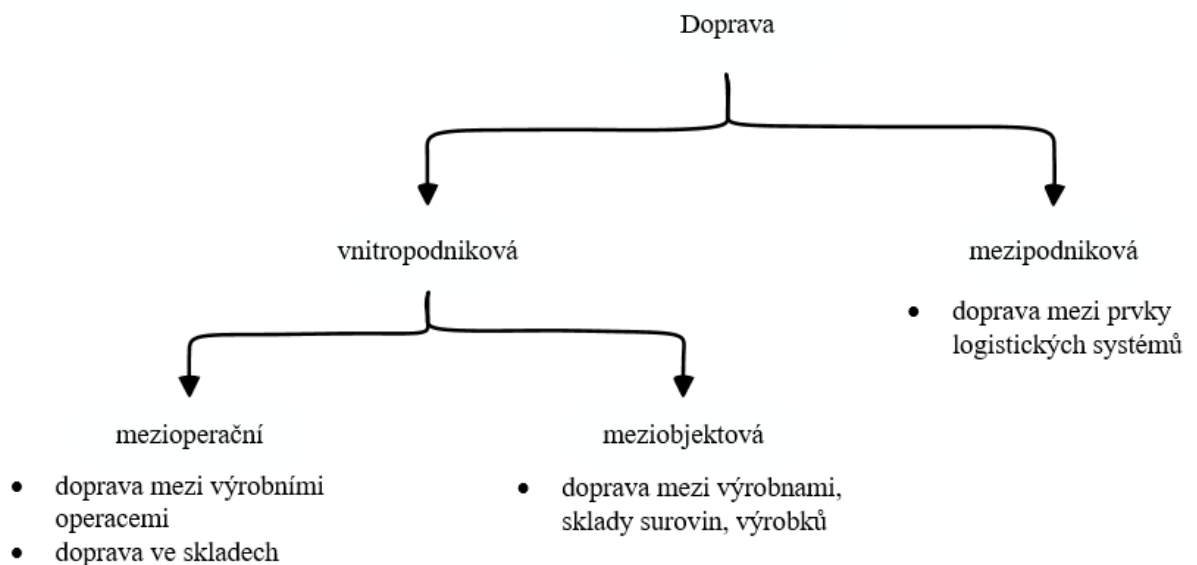 Doprava
vnitropodniková
mezipodniková
• doprava mezi prvky
logistických systémů
mezioperační
• doprava mezi výrobními
operacemi
• doprava ve skladech
meziobjektová
• doprava mezi výrobnami,
sklady surovin, výrobků